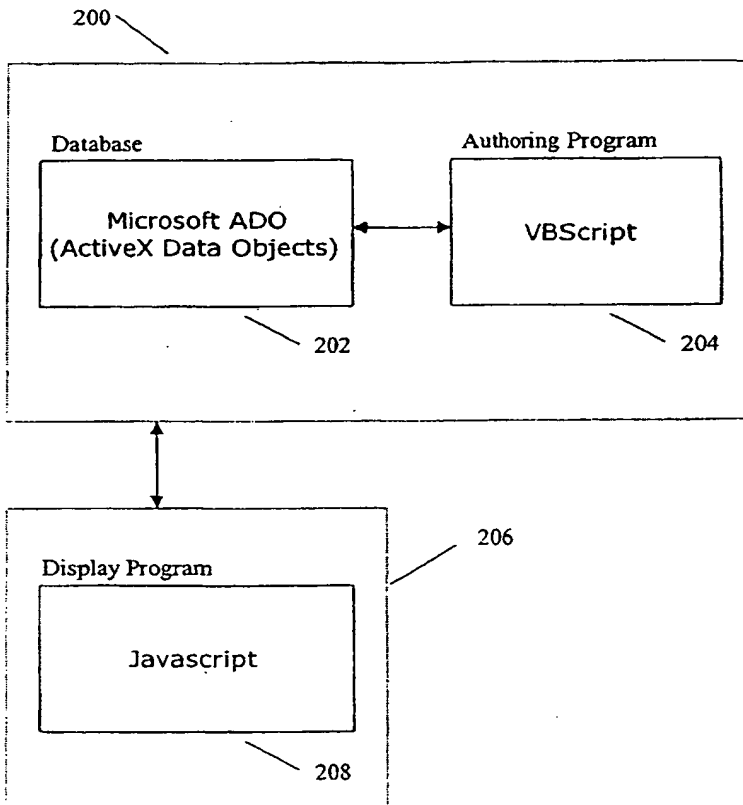 200
Database
Authoring Program
Microsoft ADO
(ActiveX Data Objects)
VBScript
202
204
206
Display Program
Javascript
208